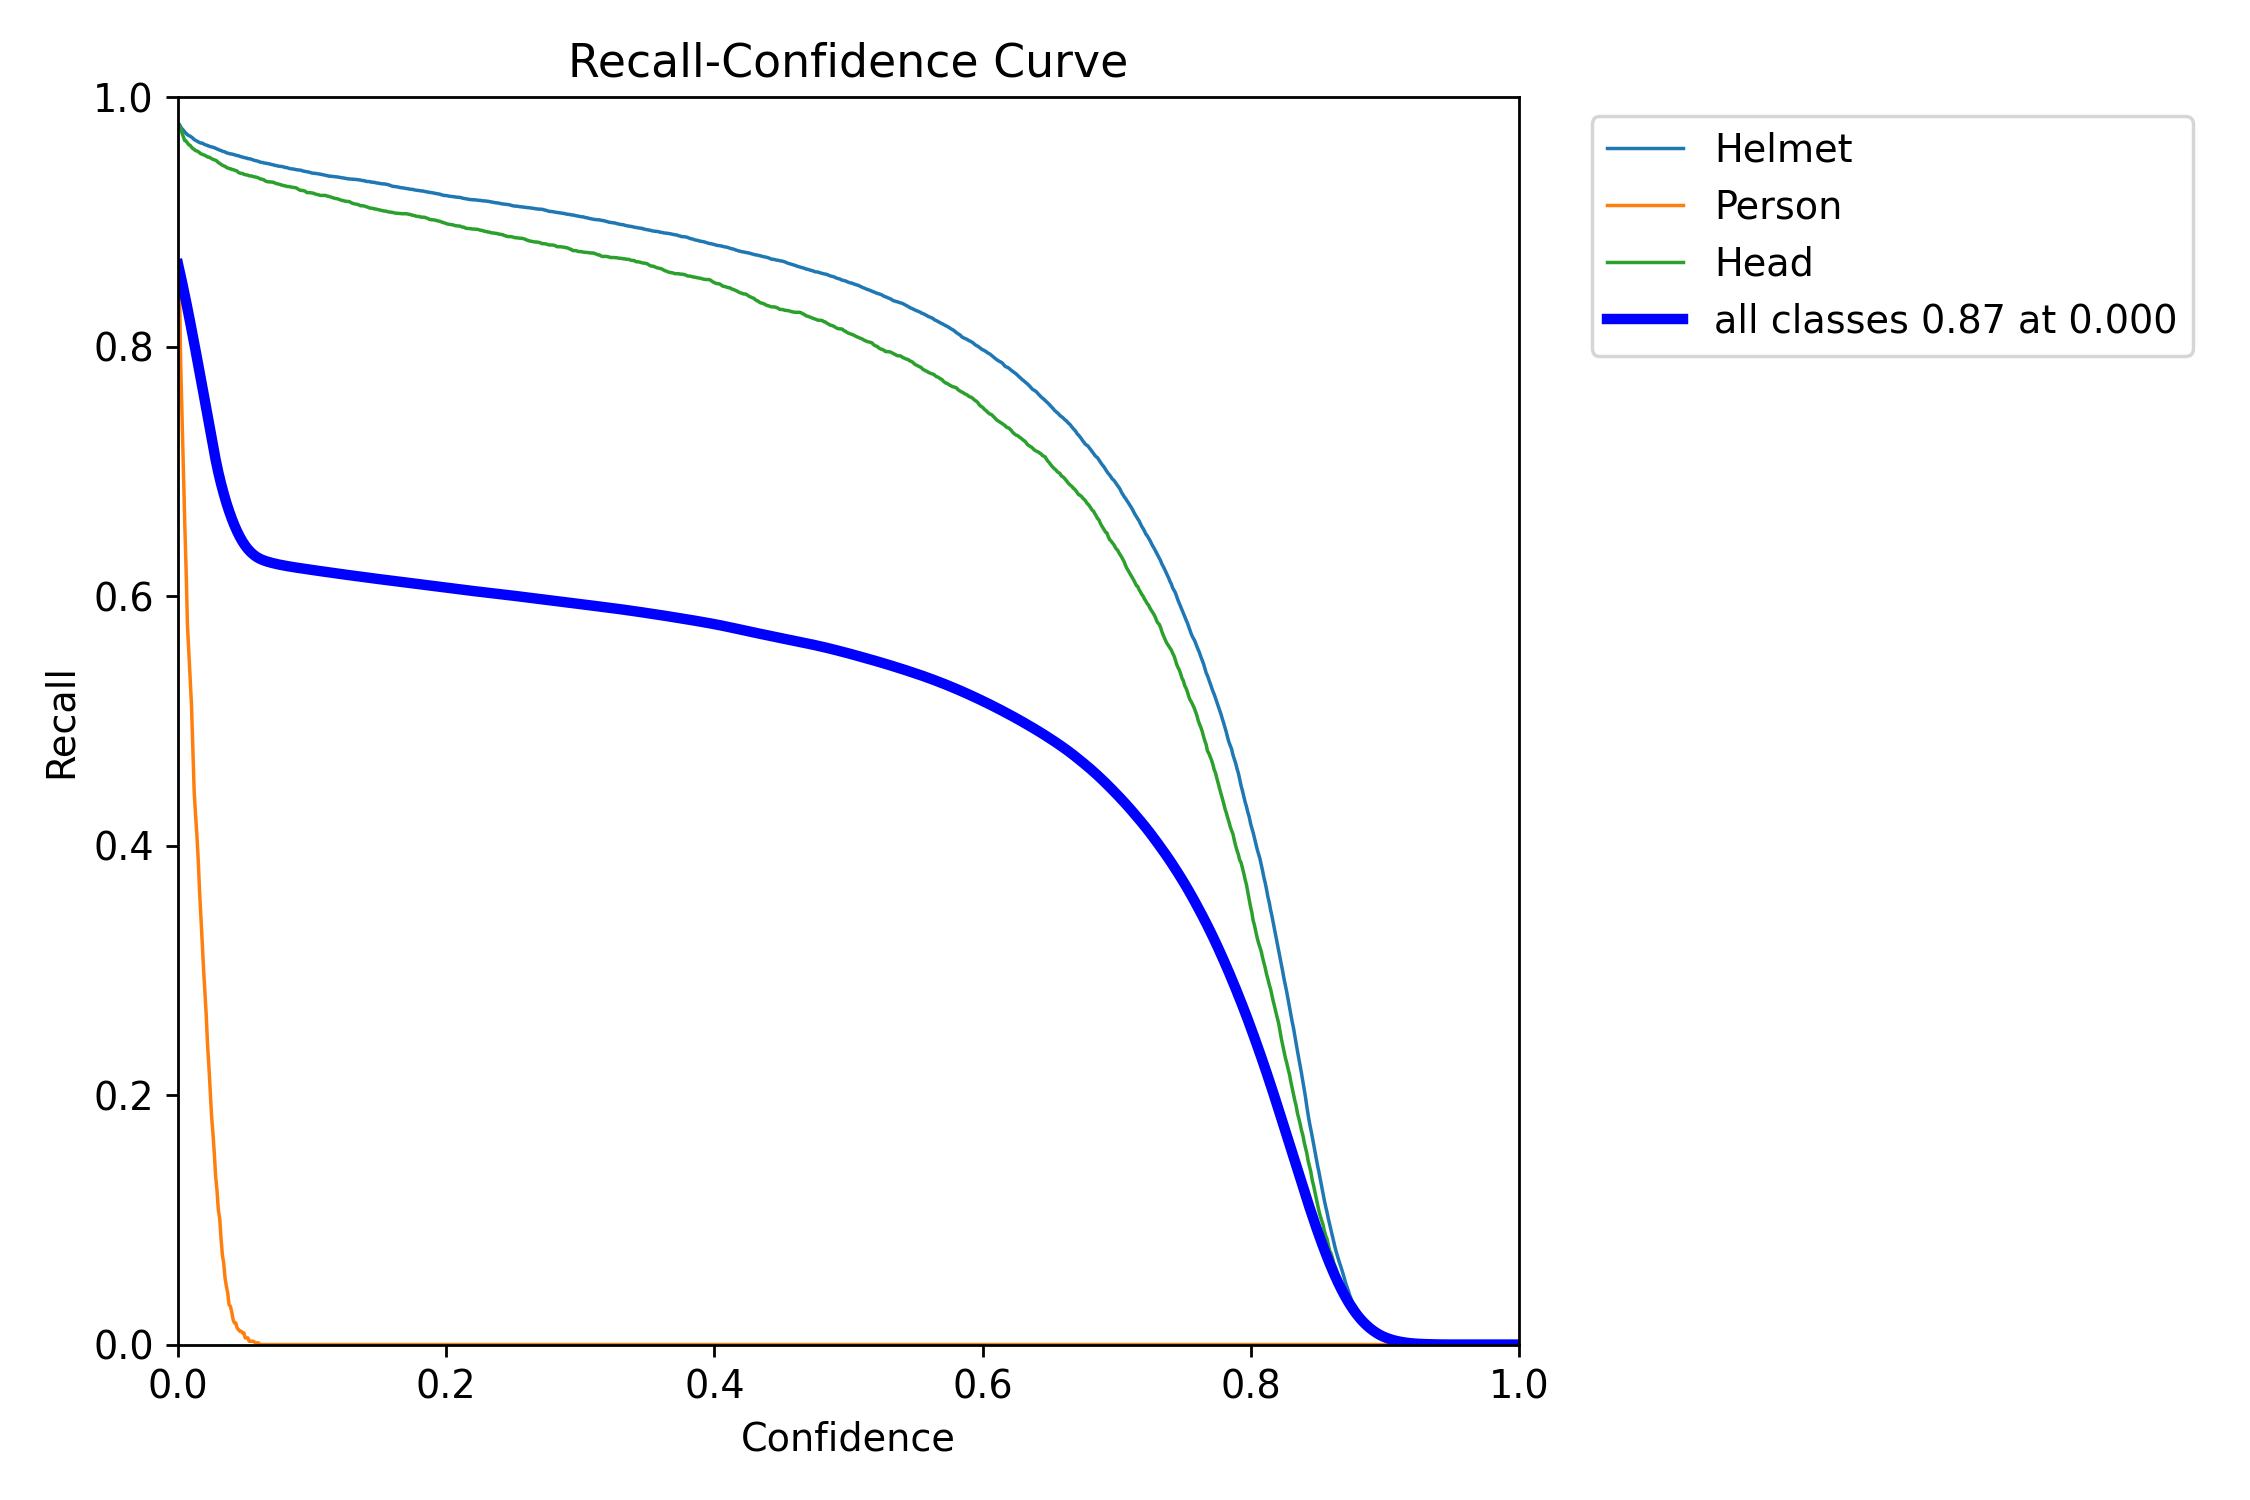 Recall-Confidence Curve
1.0
0.8
0.6
0.4
0.2
0.0
Recall
0.0 0.2 0.4 0.6 0.8 1.0
Confidence
Helmet
Person
Head
all classes 0.87 at 0.000